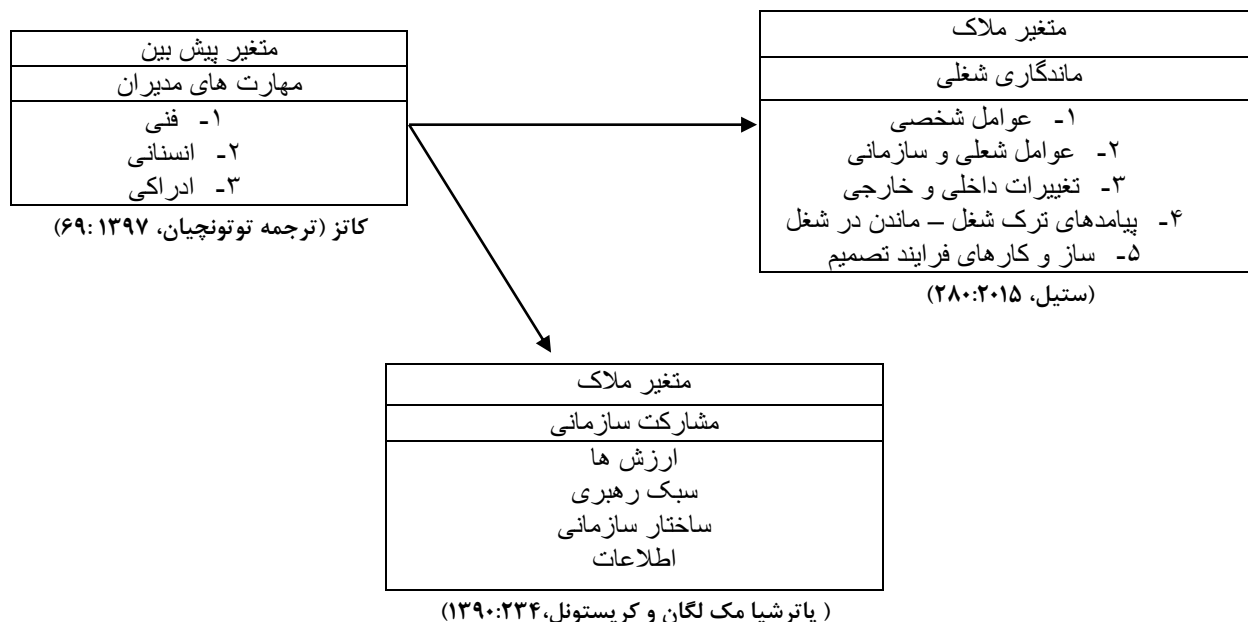 متغیر پیش بین
مهارت های مدیران
۱- فنی
۲- انسنانی
۳- ادراکی
کاتز (ترجمه توتونچیان، ۱۳۹۷:۶۹)
متغیر ملاک
ماندگاری شغلی
۱- عوامل شخصی
۲- عوامل شعلی و سازمانی
۳- تغییرات داخلی و خارجی
۴- پیامدهای ترک شغل – ماندن در شغل
۵- ساز و کارهای فرایند تصمیم
(ستیل، ۲۰۱۵:۲۸۰)
متغیر ملاک
مشارکت سازمانی
ارزش ها
سبک رهبری
ساختار سازمانی
اطلاعات
( پاترشیا مک لگان و کریستونل،۱۳۹۰:۲۳۴)